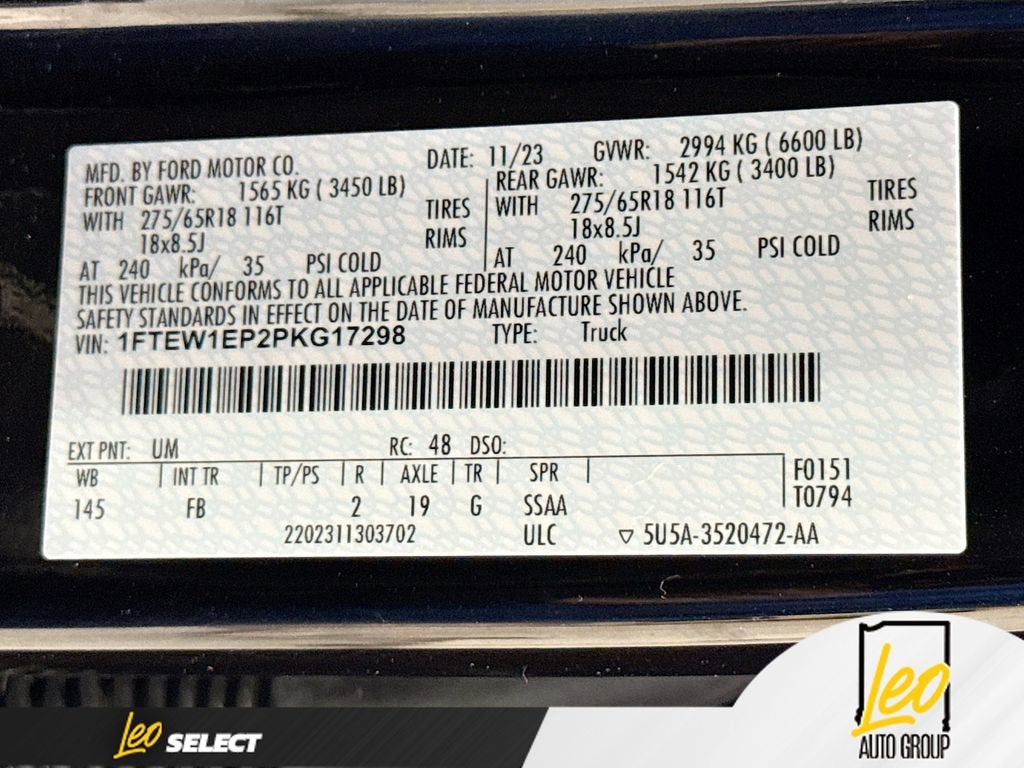 MFD. BY FORD MOTOR CO. DATE: 11/23 GVWR: 2994 KG ( 6600 LB)
FRONT GAWR: 1565 KG ( 3450 LB) REAR GAWR: 1542 KG ( 3400 LB)
WITH 275/65R18 116T TIRES WITH 275/65R18 116T TIRES
18x8.5J RIMS 18x8.5J RIMS
AT 240 kPa/ 35 PSI COLD AT 240 kPa/ 35 PSI COLD
THIS VEHICLE CONFORMS TO ALL APPLICABLE FEDERAL MOTOR VEHICLE
SAFETY STANDARDS IN EFFECT ON THE DATE OF MANUFACTURE SHOWN ABOVE.
VIN: 1FTEW1EP2PKG17298 TYPE: Truck
EXT PNT: UM RC: 48 DSO:
WB INT TR TP/PS R AXLE TR SPR F0151
145 FB 2 19 G SSAA T0794
2202311303702 ULC ▽ 5U5A-3520472-AA
Leo
AUTO GROUP
Leo SELECT